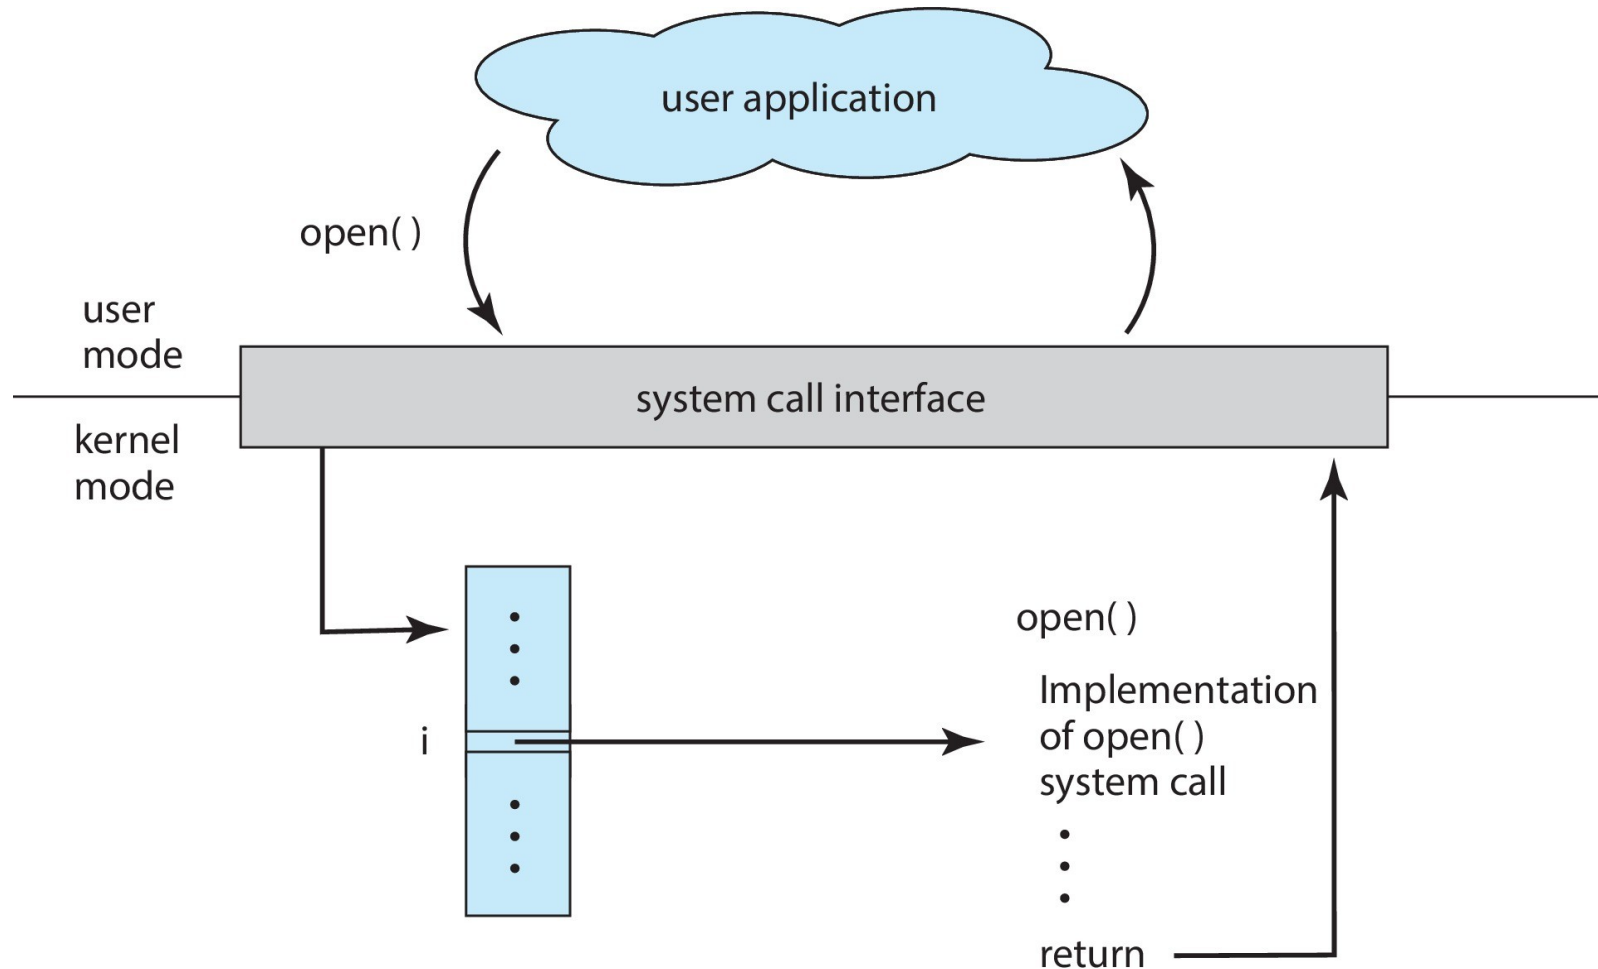 user application
open( )
user
mode
system call interface
kernel
mode
open( )
Implementation
of open( )
system call
i
return